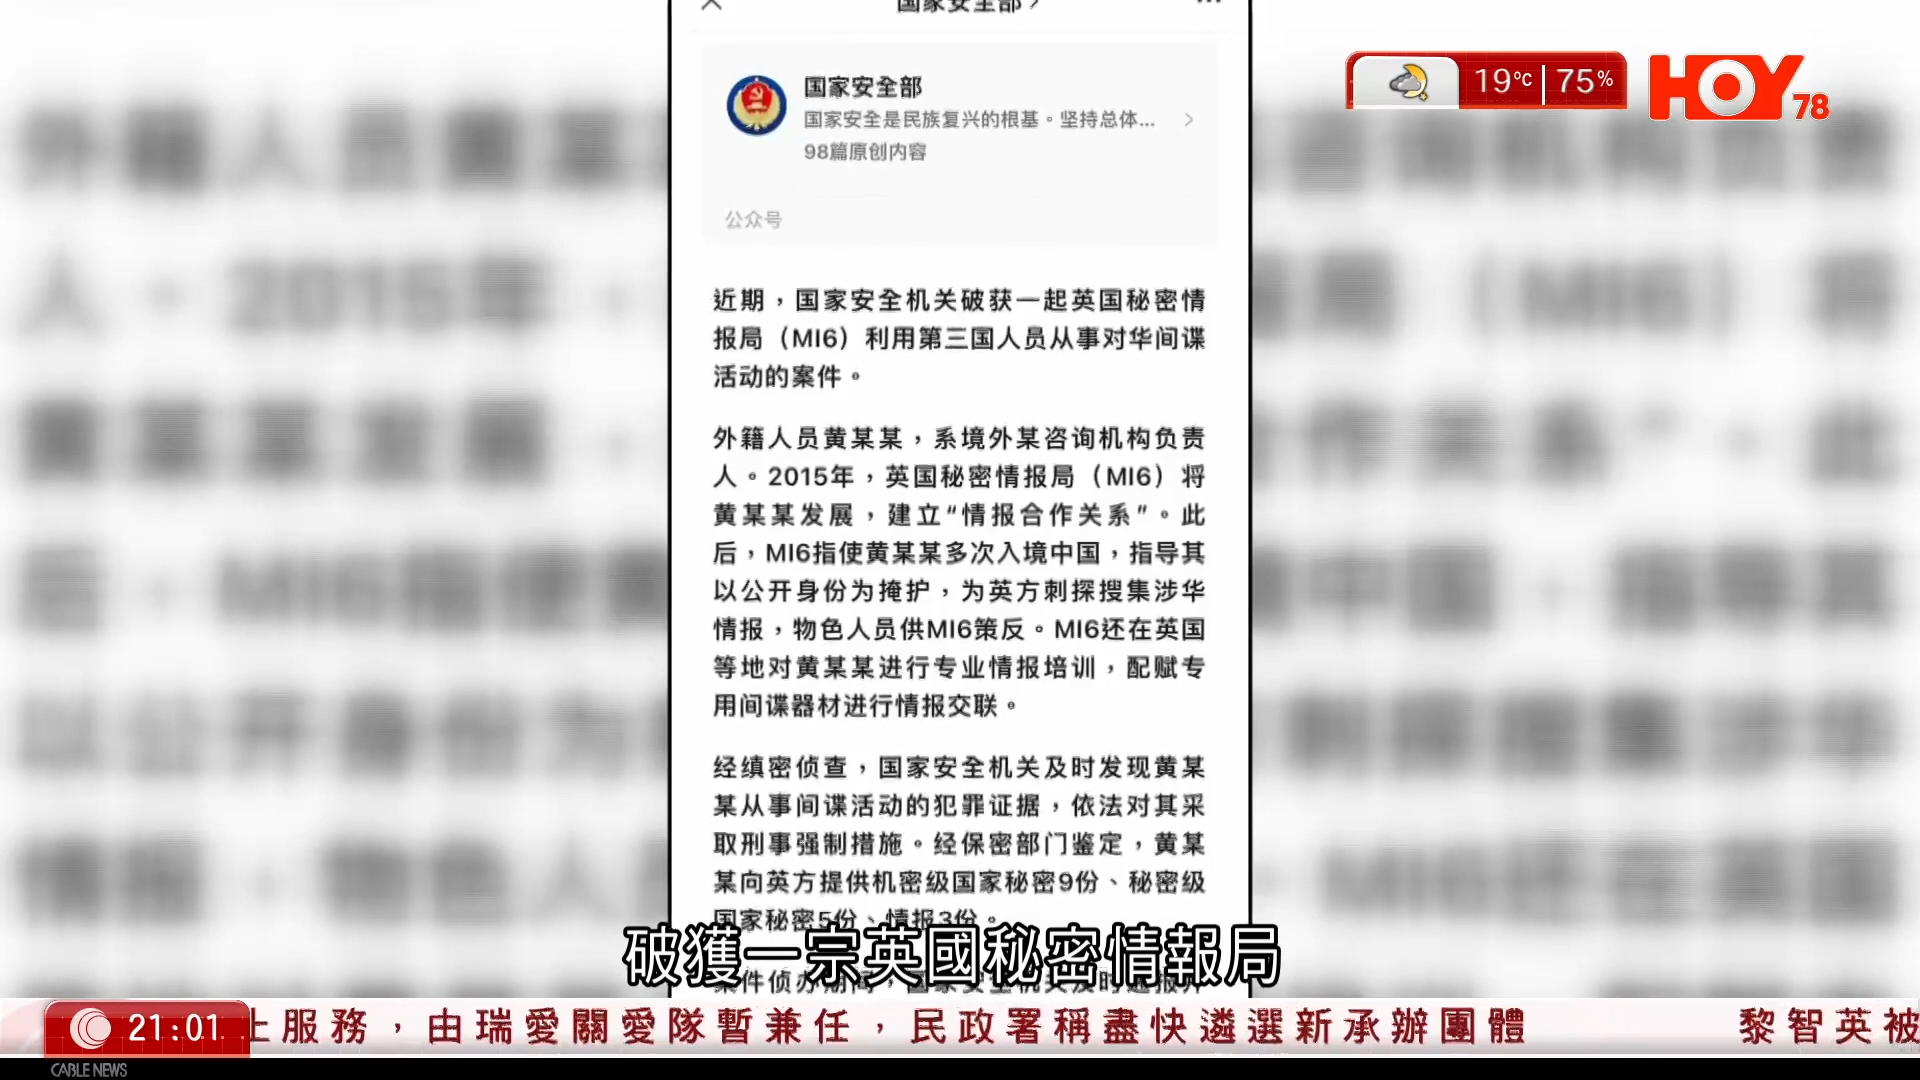 国家安全部
19℃ 75%
HOY 78
国家安全部
国家安全是民族复兴的根基。坚持总体...
98篇原创内容
公众号
近期，国家安全机关破获一起英国秘密情
报局（MI6）利用第三国人员从事对华间谍
活动的案件。
外籍人员黄某某，系境外某咨询机构负责
人。2015年，英国秘密情报局（MI6）将
黄某某发展，建立“情报合作关系”。此
后，MI6指使黄某某多次入境中国，指导其
以公开身份为掩护，为英方刺探搜集涉华
情报，物色人员供MI6策反。MI6还在英国
等地对黄某某进行专业情报培训，配赋专
用间谍器材进行情报交联。
经缜密侦查，国家安全机关及时发现黄某
某从事间谍活动的犯罪证据，依法对其采
取刑事强制措施。经保密部门鉴定，黄某
某向英方提供机密级国家秘密9份、秘密级
国家秘密5份、情报3份。
破獲一宗英國秘密情報局
21:01
上服務，由瑞愛關愛隊暫兼任，民政署稱盡快遴選新承辦團體 黎智英被
CABLE NEWS